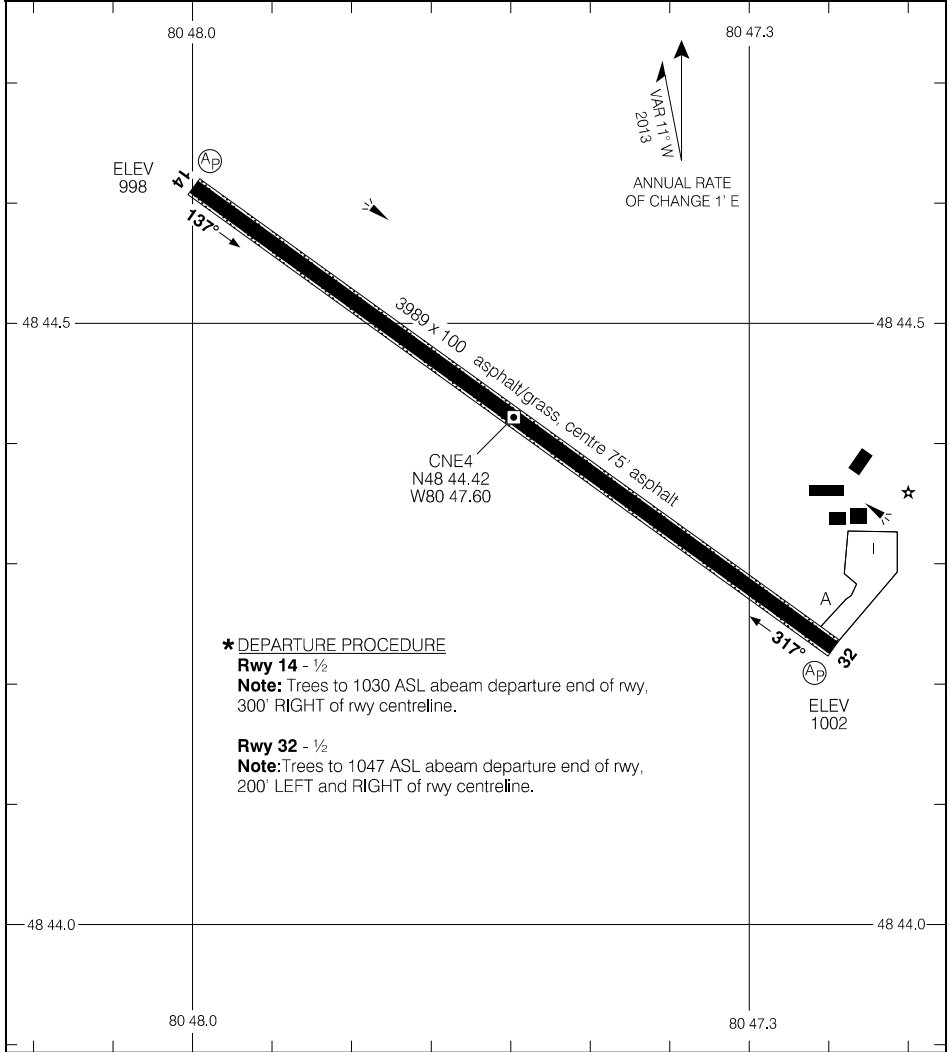 80 48.0
80 47.3
VAR 11° W
2013
ANNUAL RATE
OF CHANGE 1' E
ELEV
998
AP
14
137°
48 44.5
48 44.5
3989 x 100 asphalt/grass, centre 75' asphalt
CNE4
N48 44.42
W80 47.60
I
A
317°
32
AP
ELEV
1002
* DEPARTURE PROCEDURE
Rwy 14 - ½
Note: Trees to 1030 ASL abeam departure end of rwy,
300' RIGHT of rwy centreline.
Rwy 32 - ½
Note:Trees to 1047 ASL abeam departure end of rwy,
200' LEFT and RIGHT of rwy centreline.
48 44.0
48 44.0
80 48.0
80 47.3